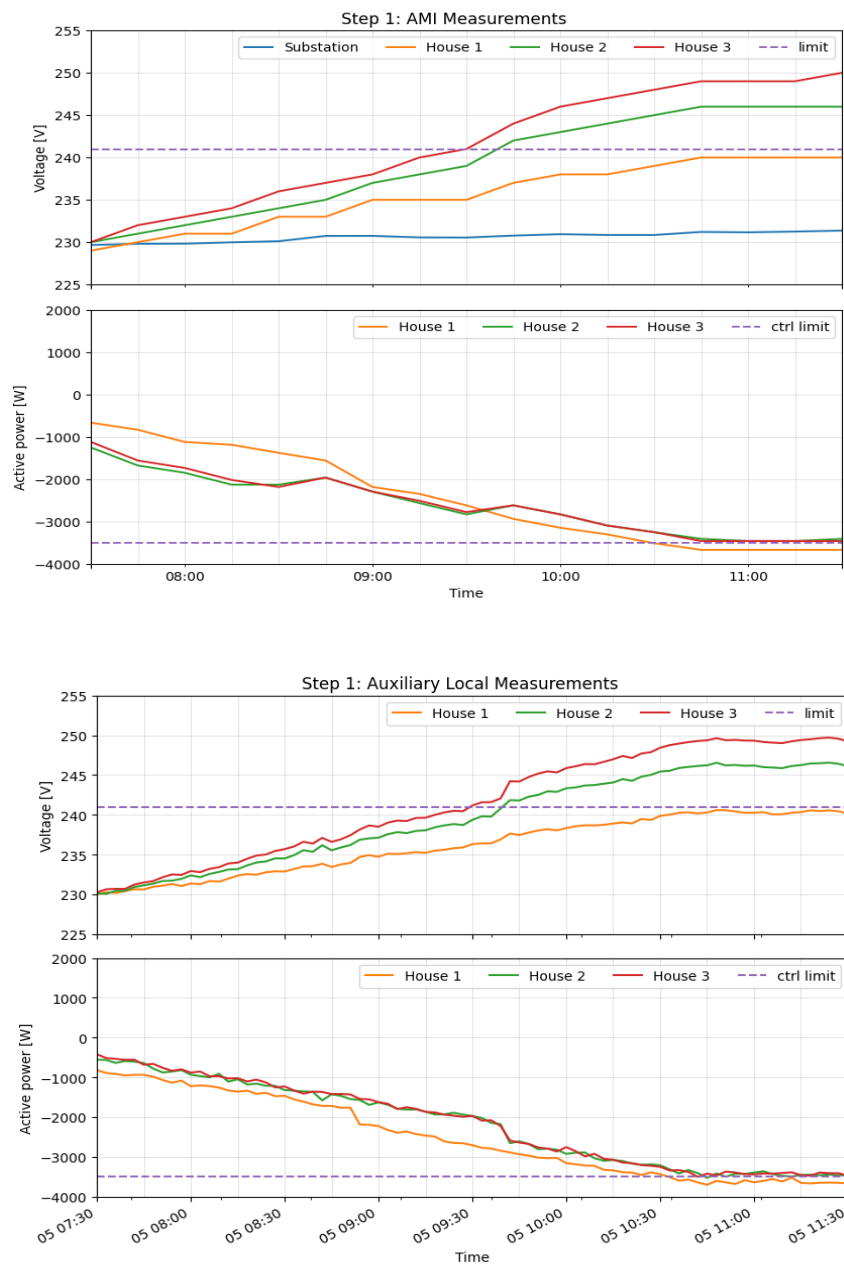 Step 1: AMI Measurements
Substation House 1 House 2 House 3 limit
Voltage [V]
255
250
245
240
235
230
225
House 1 House 2 House 3 ctrl limit
Active power [W]
2000
1000
0
−1000
−2000
−3000
−4000
08:00 09:00 10:00 11:00
Time
Step 1: Auxiliary Local Measurements
House 1 House 2 House 3 limit
Voltage [V]
255
250
245
240
235
230
225
House 1 House 2 House 3 ctrl limit
Active power [W]
2000
1000
0
−1000
−2000
−3000
−4000
05 07:30 05 08:00 05 08:30 05 09:00 05 09:30 05 10:00 05 10:30 05 11:00 05 11:30
Time